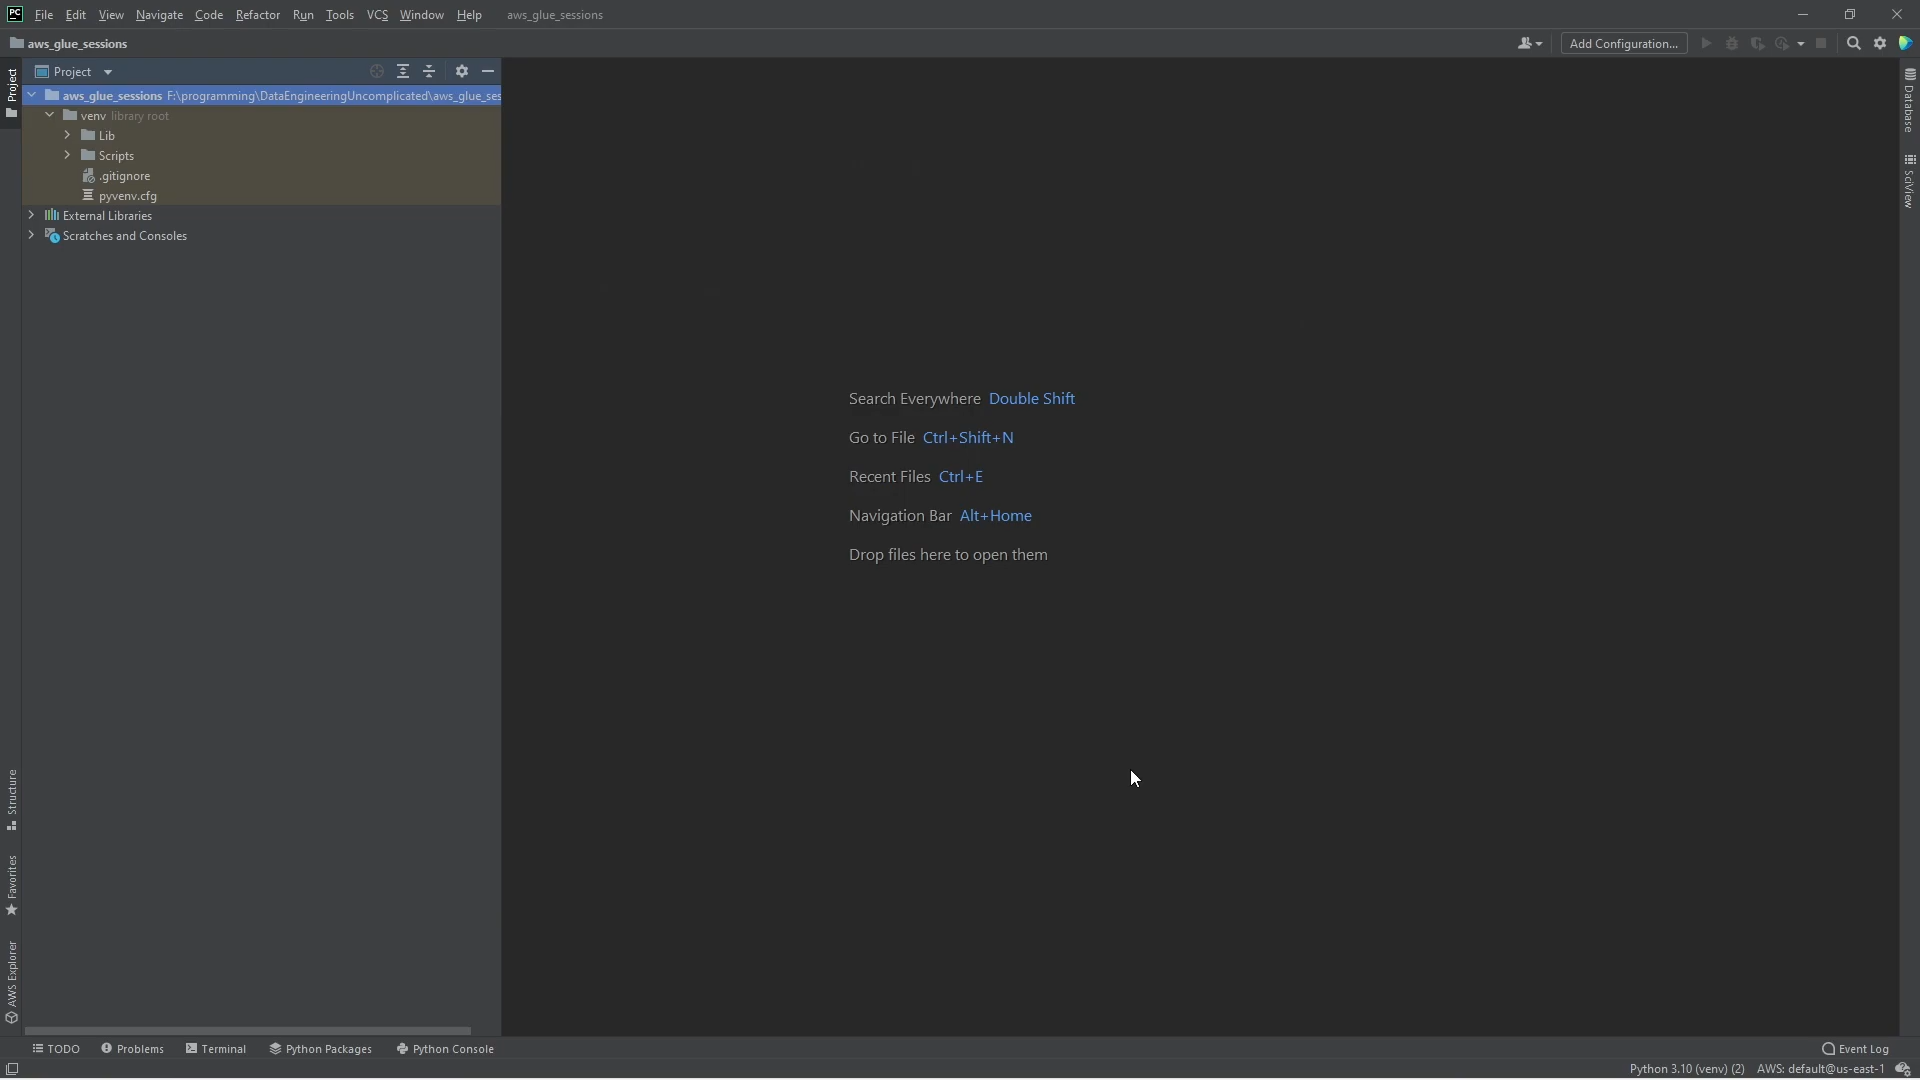 PC File Edit View Navigate Code Refactor Run Tools VCS Window Help aws_glue_sessions
aws_glue_sessions Add Configuration...
Project
Project
aws_glue_sessions F:\programming\DataEngineeringUncomplicated\aws_glue_ses
venv library root
Lib
Scripts
.gitignore
pyvenv.cfg
External Libraries
Scratches and Consoles
Database
SciView
Search Everywhere Double Shift
Go to File Ctrl+Shift+N
Recent Files Ctrl+E
Navigation Bar Alt+Home
Drop files here to open them
Structure
Favorites
AWS Explorer
TODO Problems Terminal Python Packages Python Console Event Log
Python 3.10 (venv) (2) AWS: default@us-east-1